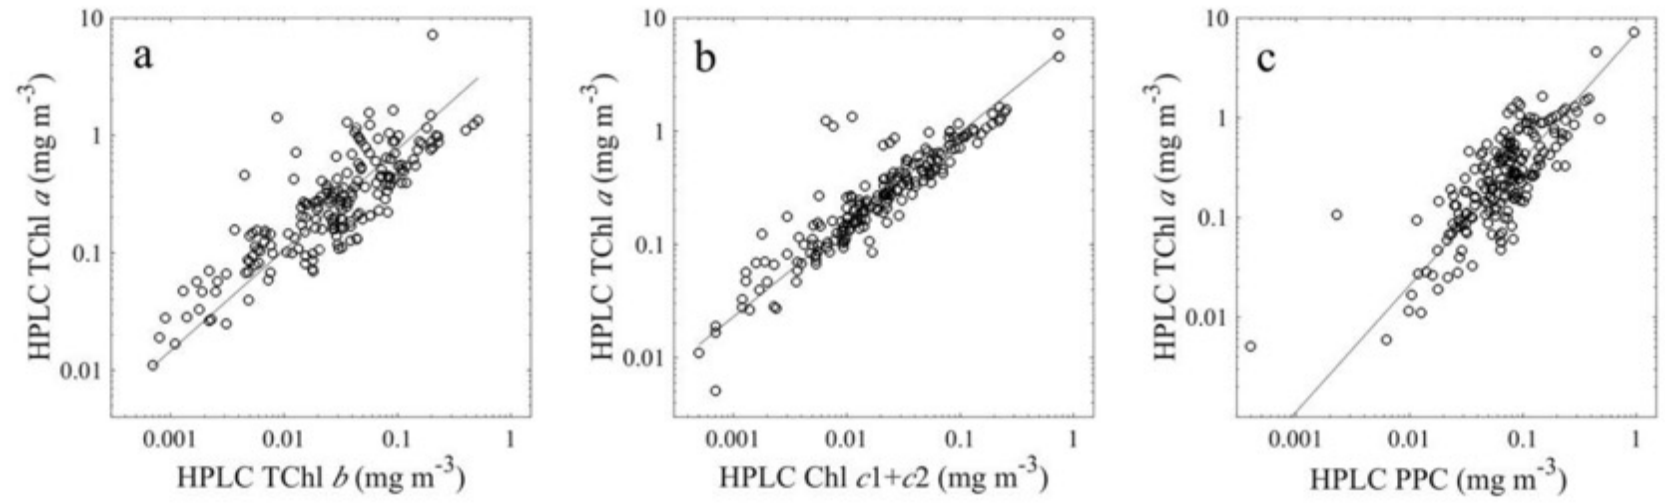 a
10
1
0.1
0.01
HPLC TChl a (mg m-3)
0.001 0.01 0.1 1
HPLC TChl b (mg m-3)
b
10
1
0.1
0.01
HPLC TChl a (mg m-3)
0.001 0.01 0.1 1
HPLC Chl c1+c2 (mg m-3)
c
10
1
0.1
0.01
HPLC TChl a (mg m-3)
0.001 0.01 0.1 1
HPLC PPC (mg m-3)